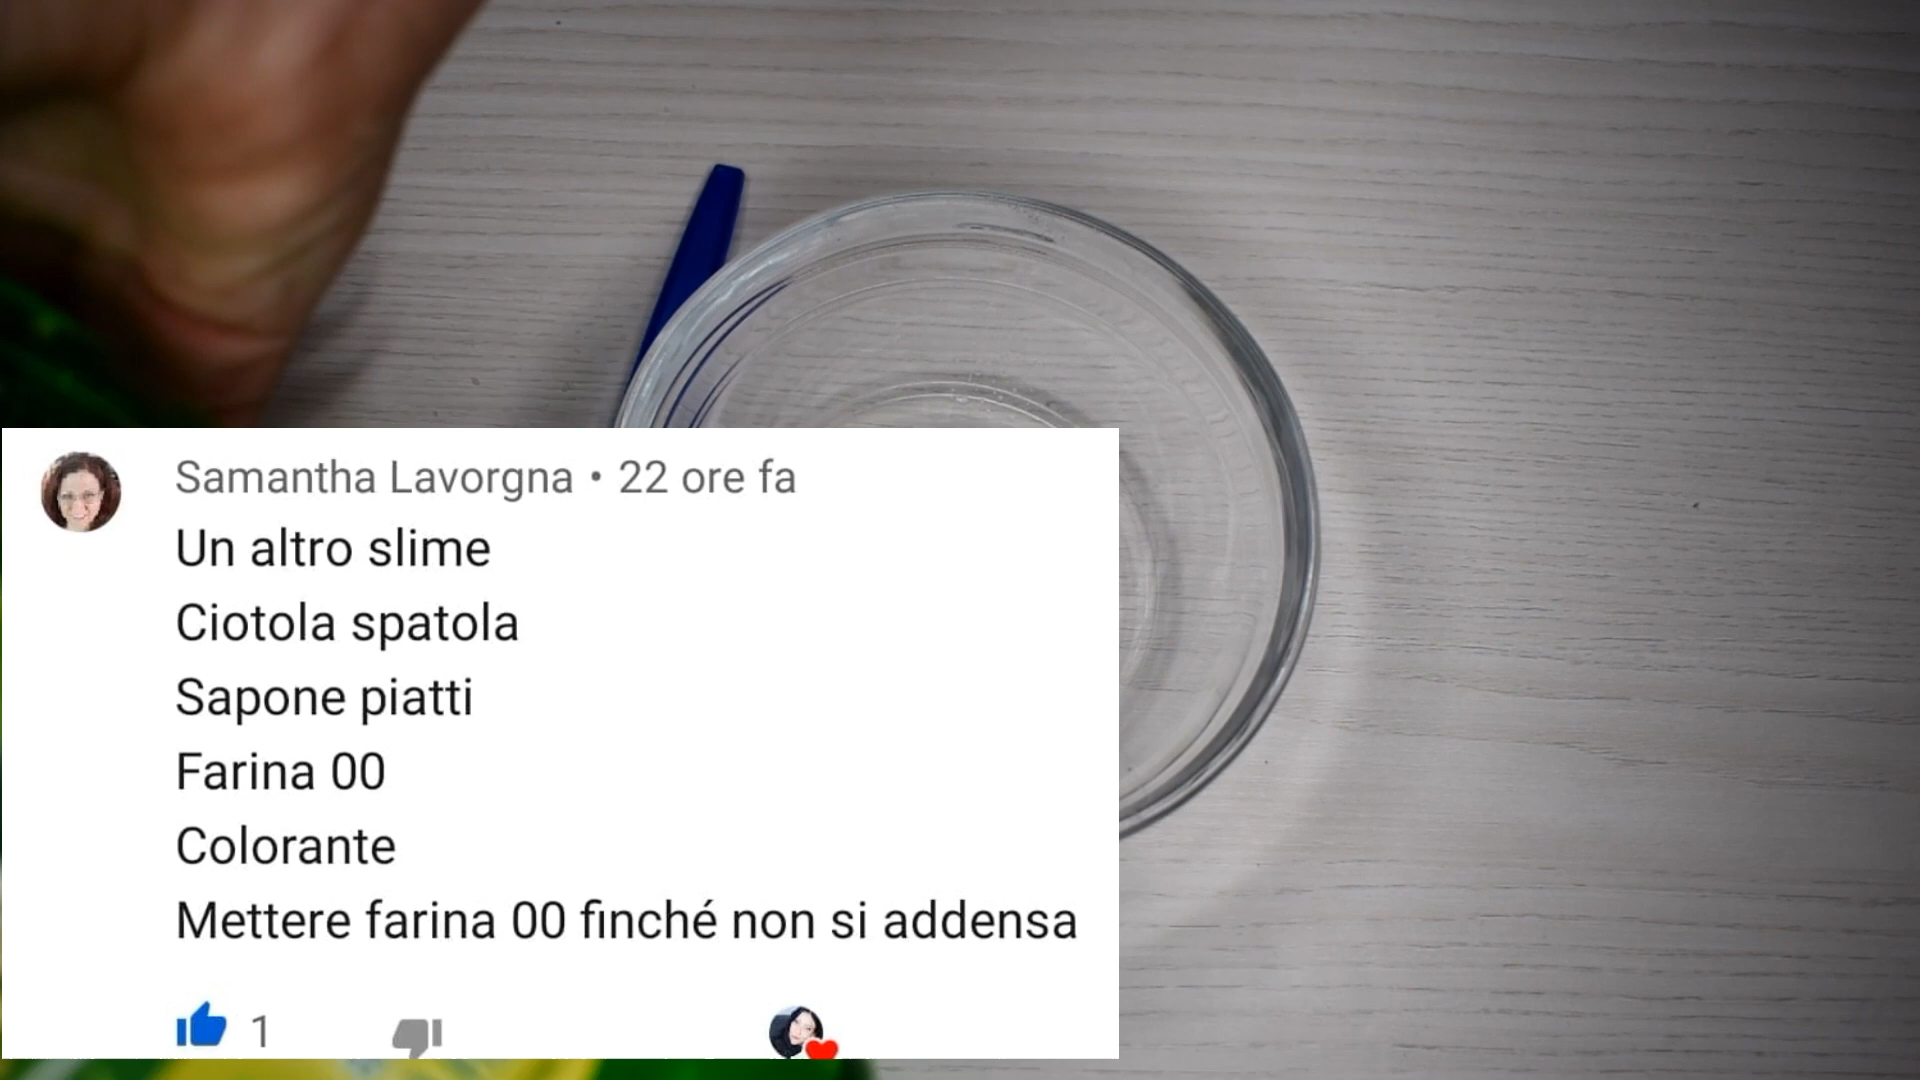 Samantha Lavorgna • 22 ore fa
Un altro slime
Ciotola spatola
Sapone piatti
Farina 00
Colorante
Mettere farina 00 finché non si addensa
1